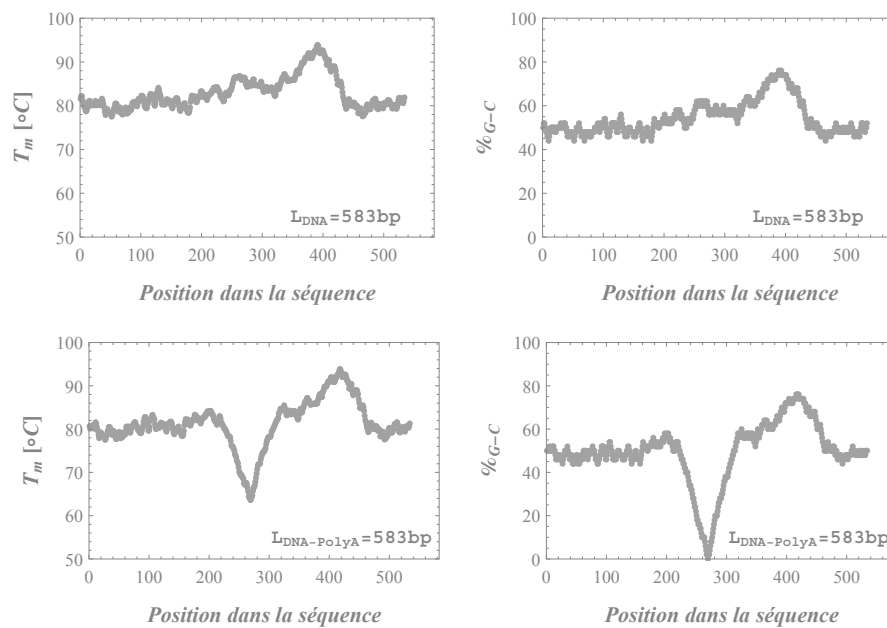 100
90
80
70
60
50
T_m [∘C]
0 100 200 300 400 500
L_DNA=583bp
Position dans la séquence
100
80
60
40
20
0
%_G−C
0 100 200 300 400 500
L_DNA=583bp
Position dans la séquence
100
90
80
70
60
50
T_m [∘C]
0 100 200 300 400 500
L_DNA-PolyA=583bp
Position dans la séquence
100
80
60
40
20
0
%_G−C
0 100 200 300 400 500
L_DNA-PolyA=583bp
Position dans la séquence